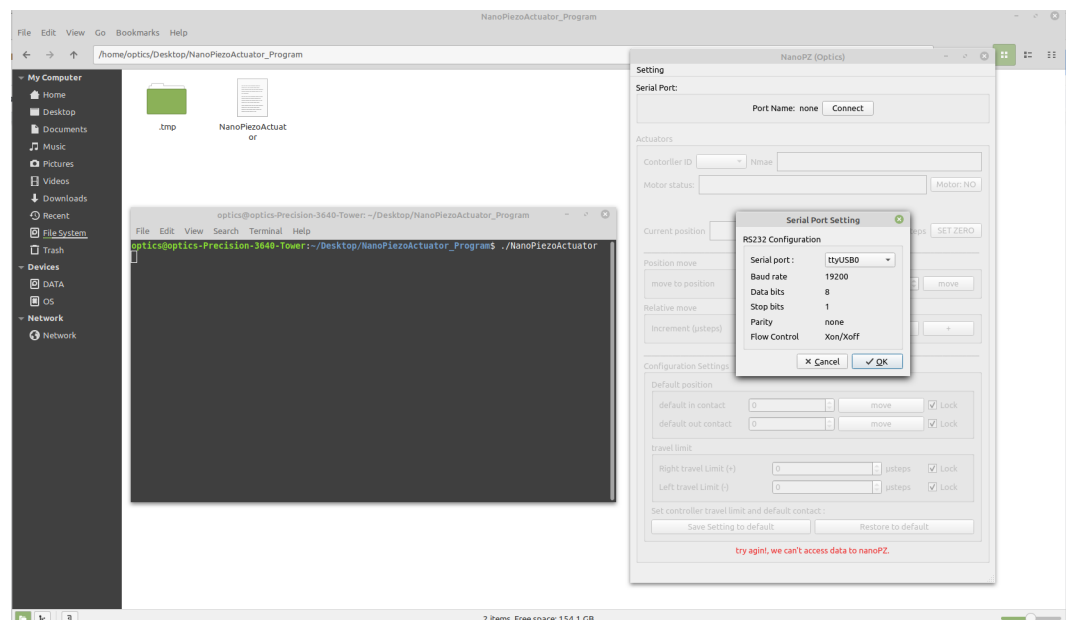 NanoPiezoActuator_Program
File Edit View Go Bookmarks Help
/home/optics/Desktop/NanoPiezoActuator_Program
My Computer
Home
Desktop
Documents
Music
Pictures
Videos
Downloads
Recent
File System
Trash
Devices
DATA
OS
Network
Network
.tmp
NanoPiezoActuat
or
optics@optics-Precision-3640-Tower: ~/Desktop/NanoPiezoActuator_Program
File Edit View Search Terminal Help
optics@optics-Precision-3640-Tower:~/Desktop/NanoPiezoActuator_Program$ ./NanoPiezoActuator
NanoPZ (Optics)
Setting
Serial Port:
Port Name: none Connect
Actuators
Contorller ID Nmae
Motor status: Motor: NO
Current position SET ZERO
Position move
move to position move
Relative move
Increment (µsteps) +
Serial Port Setting
RS232 Configuration
Serial port : ttyUSB0
Baud rate 19200
Data bits 8
Stop bits 1
Parity none
Flow Control Xon/Xoff
Cancel OK
Configuration Settings
Default position
default in contact 0 move Lock
default out contact 0 move Lock
travel limit
Right travel Limit (+) 0 µsteps Lock
Left travel Limit (-) 0 µsteps Lock
Set controller travel limit and default contact :
Save Setting to default Restore to default
try agin!, we can't access data to nanoPZ.
2 items, Free space: 154.1 GB